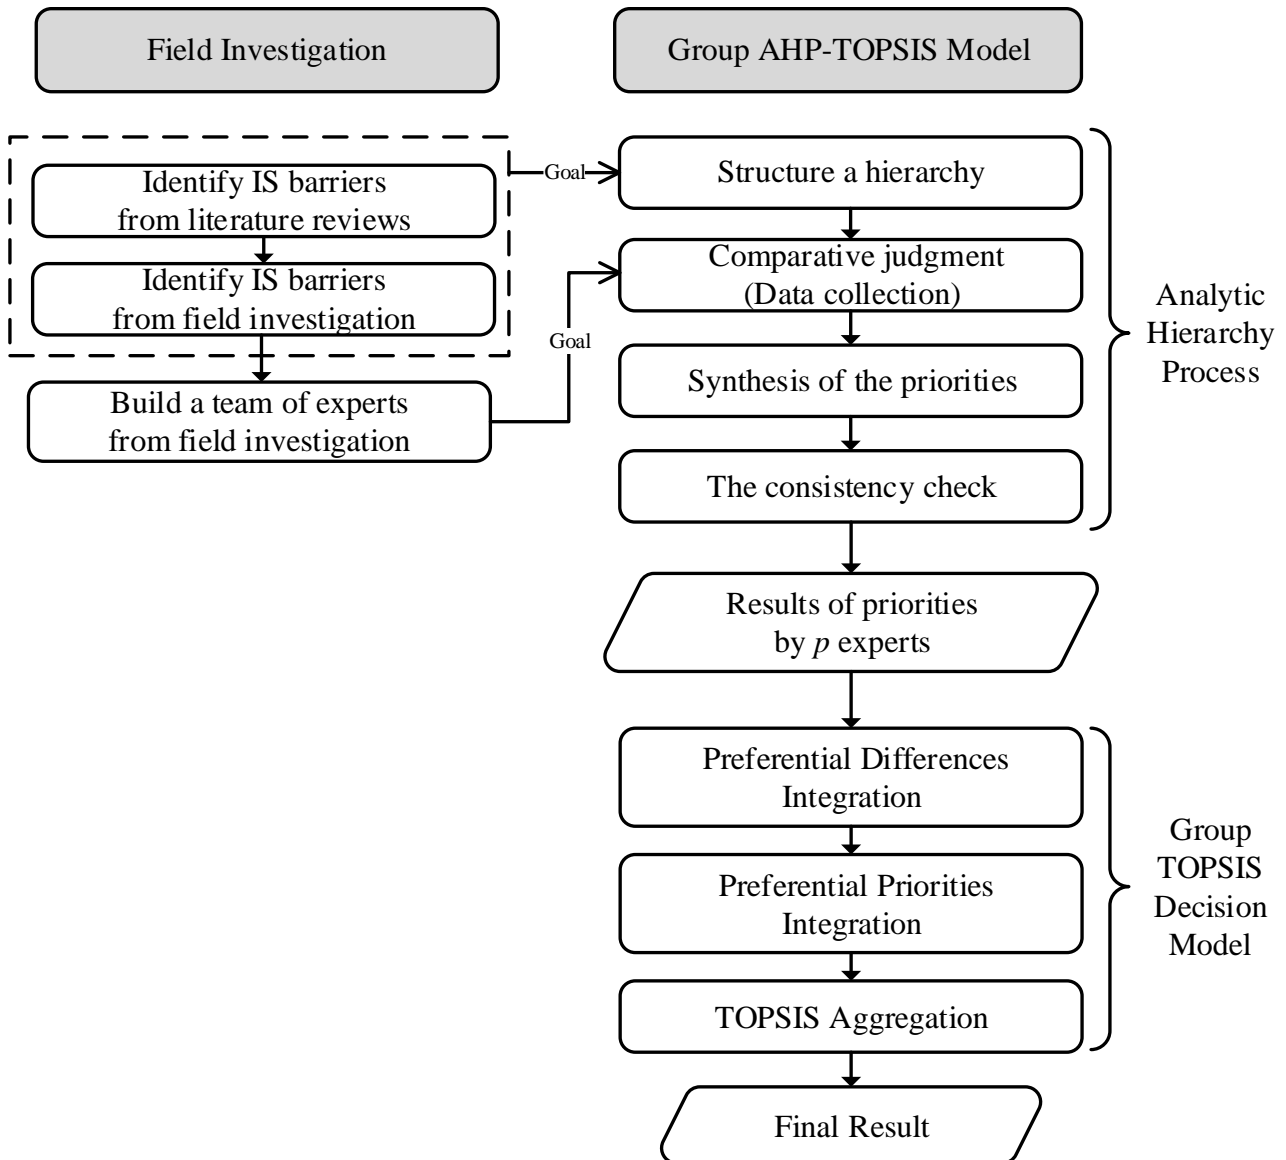 Field Investigation
Group AHP-TOPSIS Model
Identify IS barriers
from literature reviews
Identify IS barriers
from field investigation
Build a team of experts
from field investigation
Goal
Goal
Structure a hierarchy
Comparative judgment
(Data collection)
Synthesis of the priorities
The consistency check
Analytic
Hierarchy
Process
Results of priorities
by p experts
Preferential Differences
Integration
Preferential Priorities
Integration
TOPSIS Aggregation
Group
TOPSIS
Decision
Model
Final Result